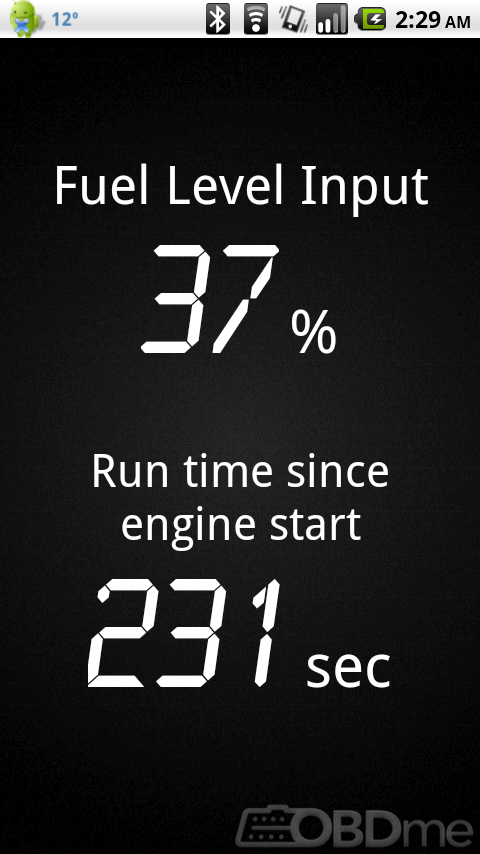 12°
2:29 AM
Fuel Level Input
37 %
Run time since
engine start
231 sec
OBDme